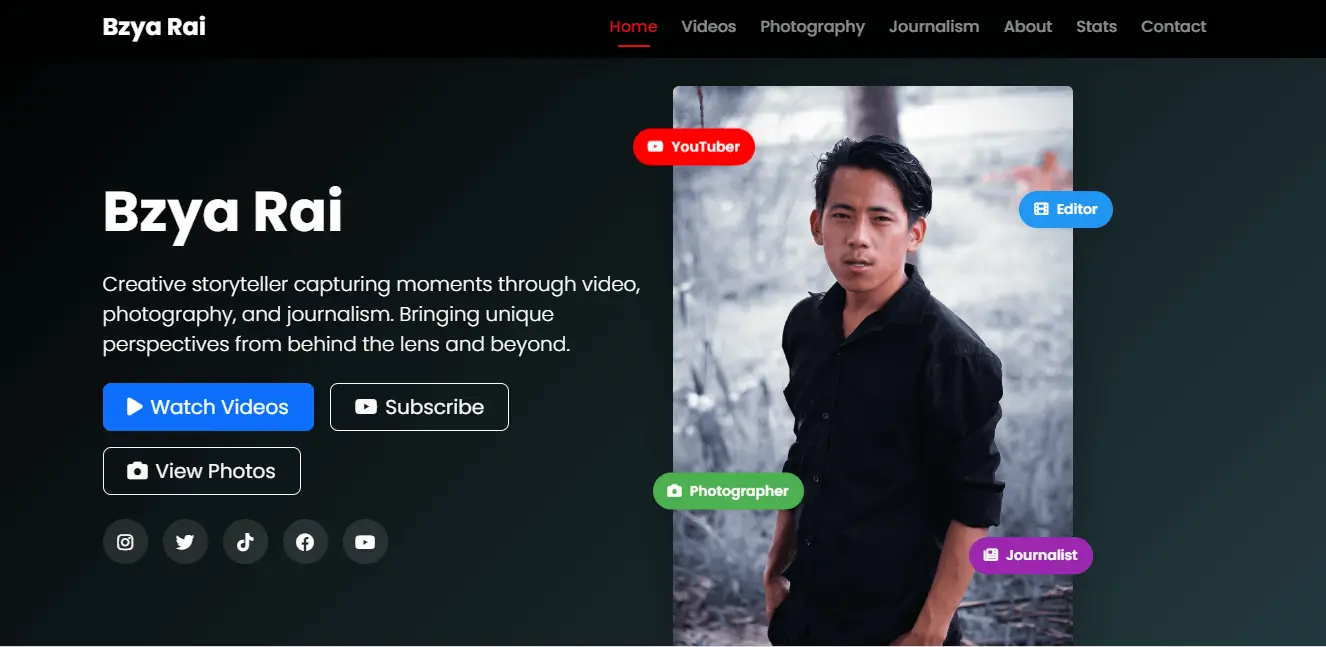 Bzya Rai
Home Videos Photography Journalism About Stats Contact
Bzya Rai
Creative storyteller capturing moments through video,
photography, and journalism. Bringing unique
perspectives from behind the lens and beyond.
Watch Videos
Subscribe
View Photos
YouTuber
Editor
Photographer
Journalist